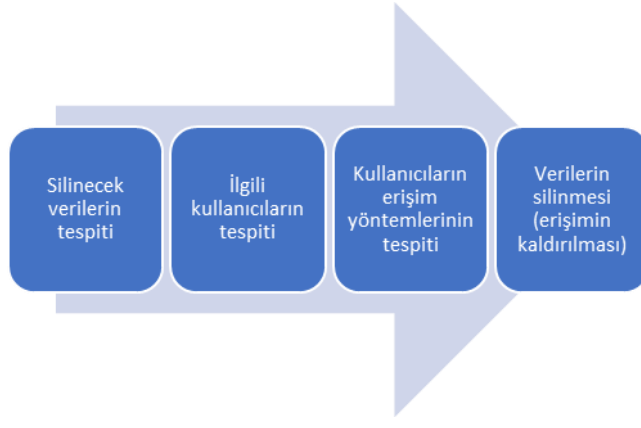 Silinecek
verilerin
tespiti
İlgili
kullanıcıların
tespiti
Kullanıcıların
erişim
yöntemlerinin
tespiti
Verilerin
silinmesi
(erişimin
kaldırılması)